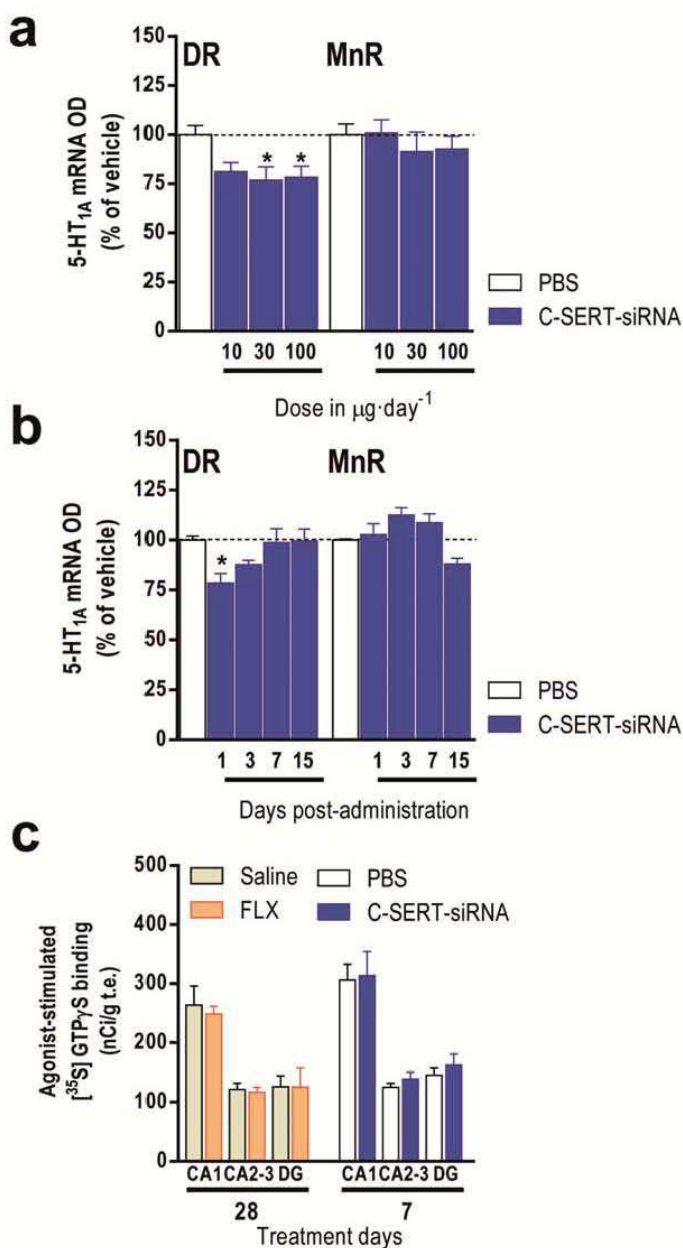 a
DR MnR
5-HT1A mRNA OD
(% of vehicle)
150
125
100
75
50
25
0
* *
PBS
C-SERT-siRNA
10 30 100 10 30 100
Dose in μg·day-1
b
DR MnR
5-HT1A mRNA OD
(% of vehicle)
150
125
100
75
50
25
0
*
PBS
C-SERT-siRNA
1 3 7 15 1 3 7 15
Days post-administration
c
Agonist-stimulated
[35S] GTPγS binding
(nCi/g t.e.)
500
400
300
200
100
0
Saline PBS
FLX C-SERT-siRNA
CA1 CA2-3 DG CA1 CA2-3 DG
28 7
Treatment days